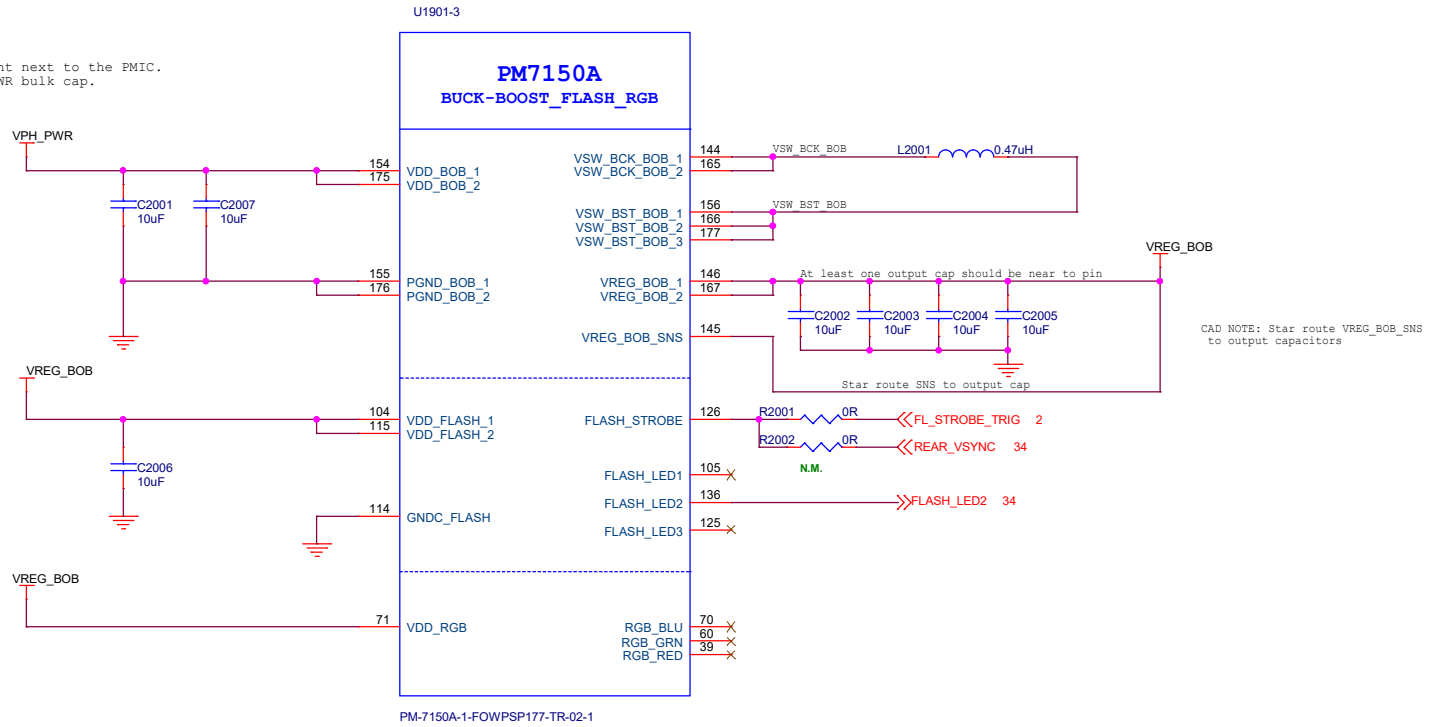 U1901-3
nt next to the PMIC.
WR bulk cap.
PM7150A
BUCK-BOOST_FLASH_RGB
VPH_PWR
154 VDD_BOB_1
175 VDD_BOB_2
C2001
10uF
C2007
10uF
155 PGND_BOB_1
176 PGND_BOB_2
VREG_BOB
104 VDD_FLASH_1
115 VDD_FLASH_2
C2006
10uF
114 GNDC_FLASH
VREG_BOB
71 VDD_RGB
VSW_BCK_BOB_1 144 VSW_BCK_BOB L2001 0.47uH
VSW_BCK_BOB_2 165
VSW_BST_BOB_1 156 VSW_BST_BOB
VSW_BST_BOB_2 166
VSW_BST_BOB_3 177
VREG_BOB
VREG_BOB_1 146 At least one output cap should be near to pin
VREG_BOB_2 167
C2002 C2003 C2004 C2005
10uF 10uF 10uF 10uF
CAD NOTE: Star route VREG_BOB_SNS
to output capacitors
VREG_BOB_SNS 145
Star route SNS to output cap
FLASH_STROBE 126 R2001 0R FL_STROBE_TRIG 2
R2002 0R REAR_VSYNC 34
N.M.
FLASH_LED1 105
FLASH_LED2 136 FLASH_LED2 34
FLASH_LED3 125
RGB_BLU 70
RGB_GRN 60
RGB_RED 39
PM-7150A-1-FOWPSP177-TR-02-1